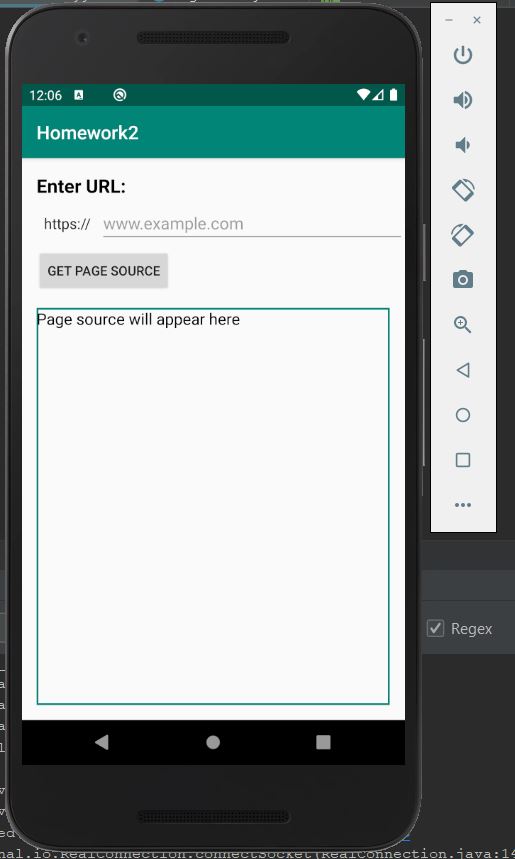 12:06
Homework2
Enter URL:
https:// www.example.com
GET PAGE SOURCE
Page source will appear here
Regex
nal.io.RealConnection.connectSocket(RealConnection.java:14